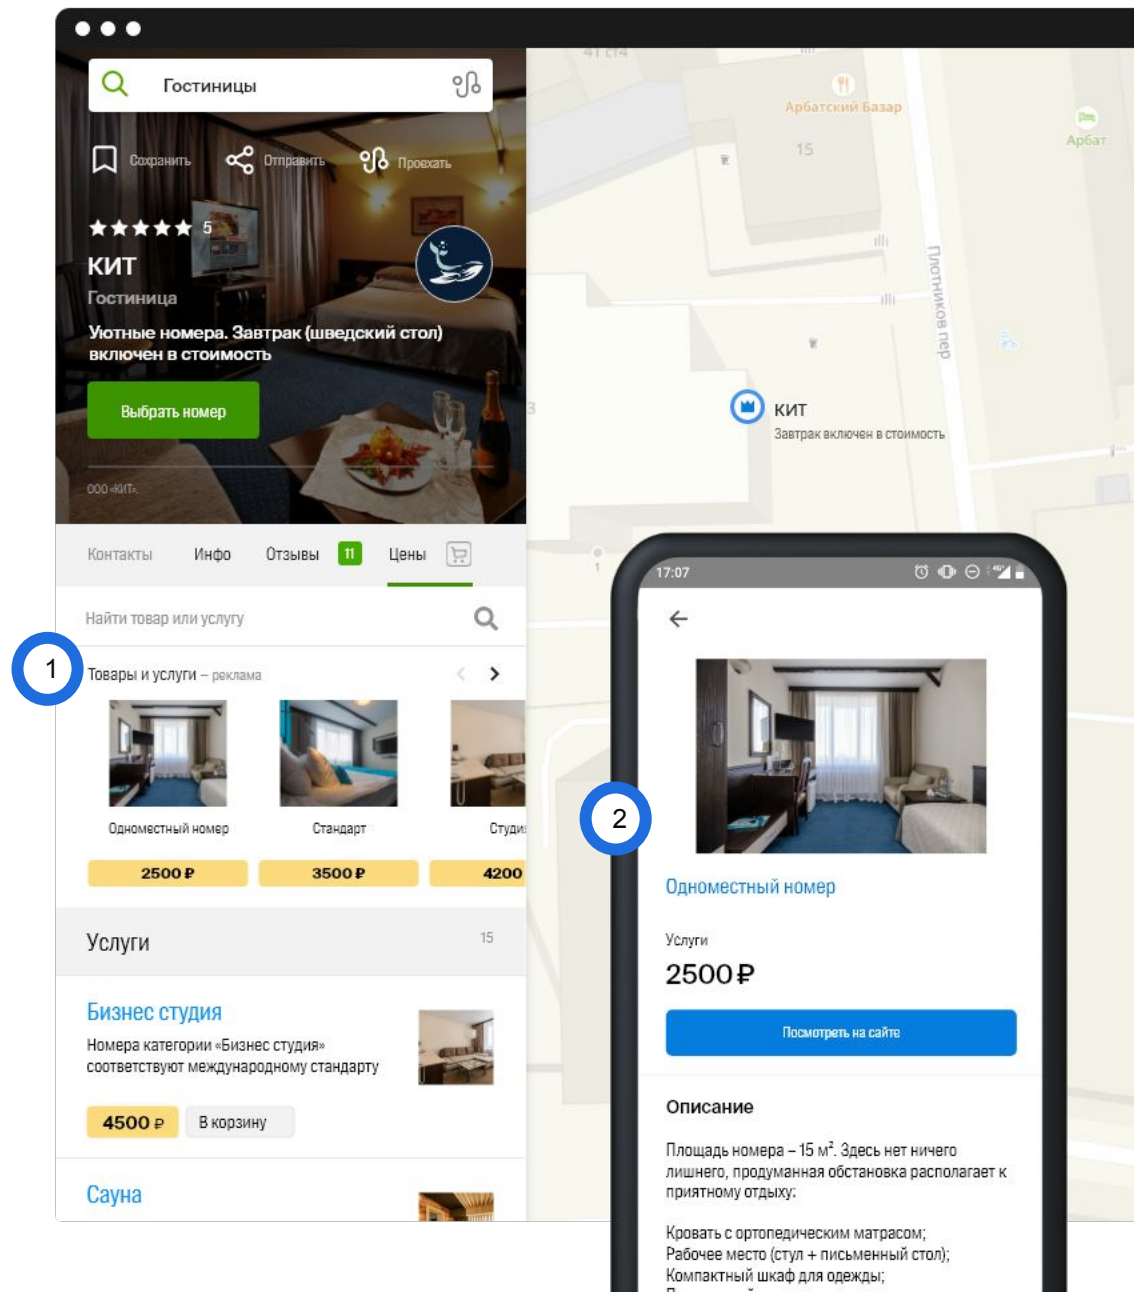 41 ст4
Гостиницы
Арбатский Базар
15
Арбат
Сохранить
Отправить
Проехать
5
КИТ
Гостиница
Уютные номера. Завтрак (шведский стол)
включен в стоимость
Выбрать номер
ООО «КИТ».
Плотников пер
3
КИТ
Завтрак включен в стоимость
Контакты
Инфо
Отзывы
11
Цены
1
Найти товар или услугу
1
Товары и услуги – реклама
Одноместный номер
Стандарт
2500 ₽
3500 ₽
4200
Услуги
15
Бизнес студия
Номера категории «Бизнес студия»
соответствуют международному стандарту
4500 ₽
В корзину
Сауна
17:07
4G+
2
Одноместный номер
Услуги
2500 ₽
Посмотреть на сайте
Описание
Площадь номера – 15 м². Здесь нет ничего
лишнего, продуманная обстановка располагает к
приятному отдыху:
Кровать с ортопедическим матрасом;
Рабочее место (стул + письменный стол);
Компактный шкаф для одежды;